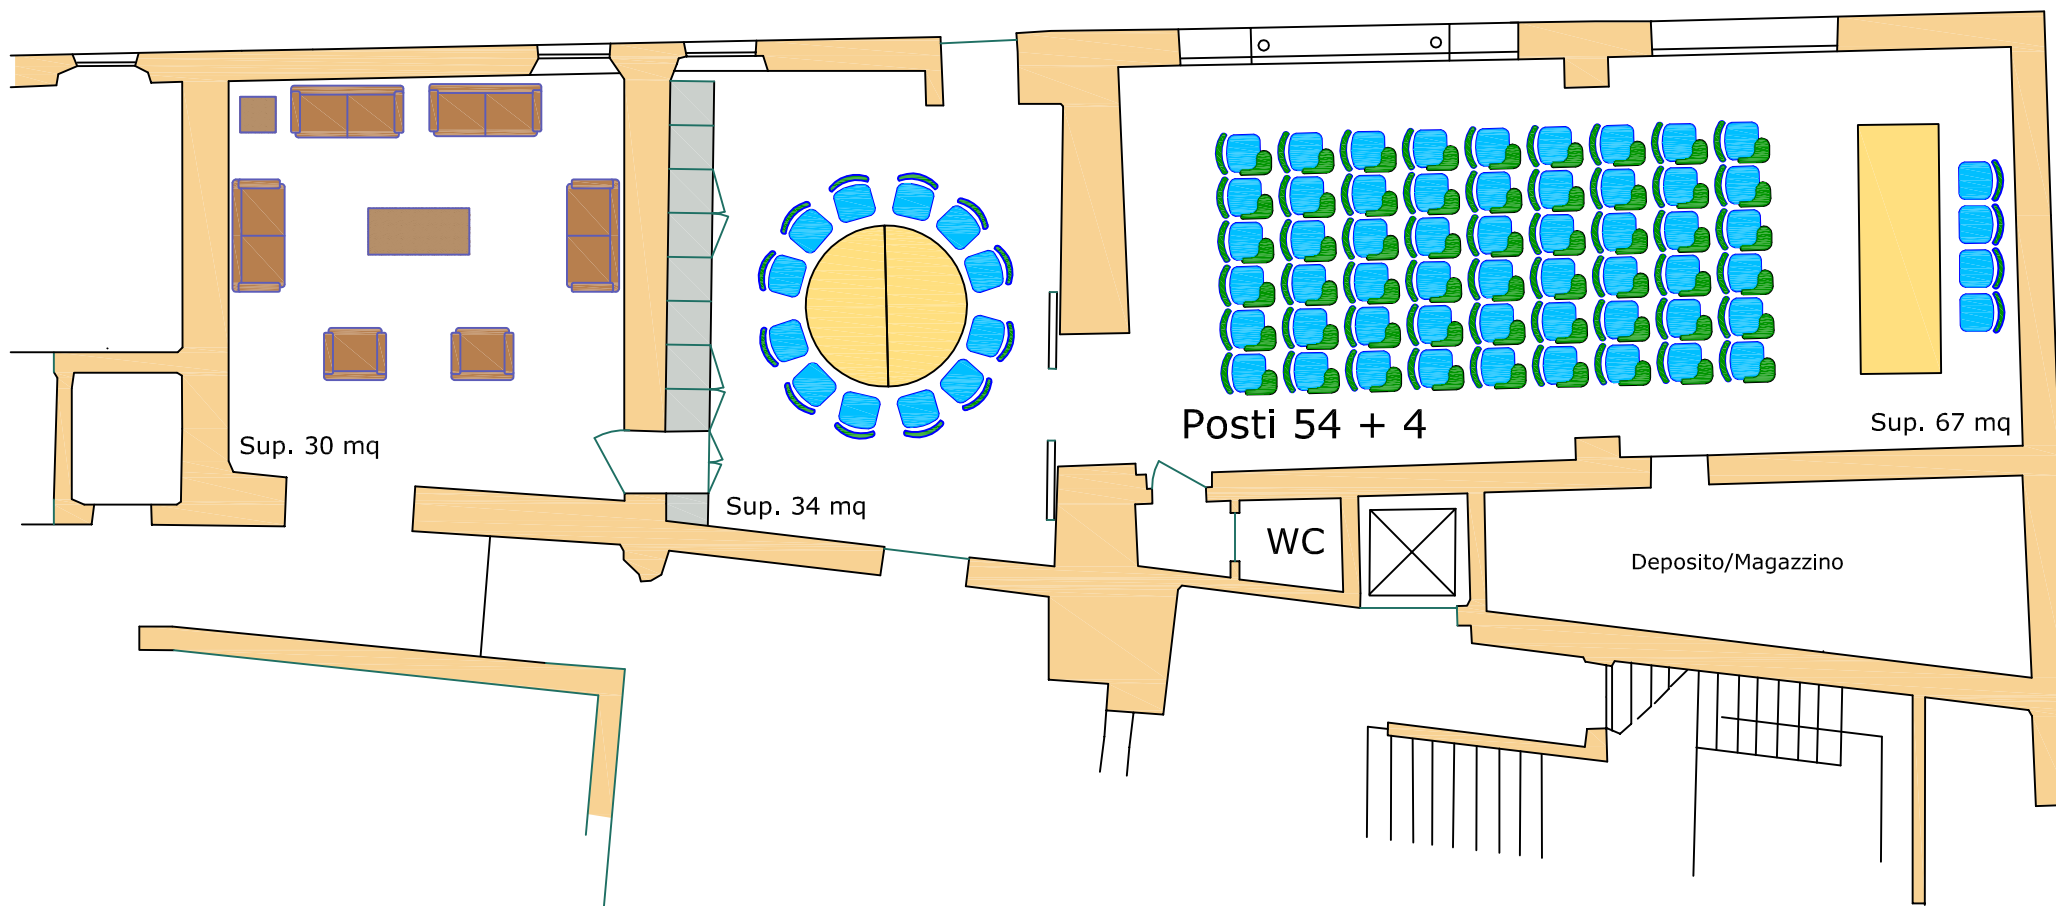 Posti 54 + 4
Sup. 67 mq
Sup. 30 mq
Sup. 34 mq
WC
Deposito/Magazzino